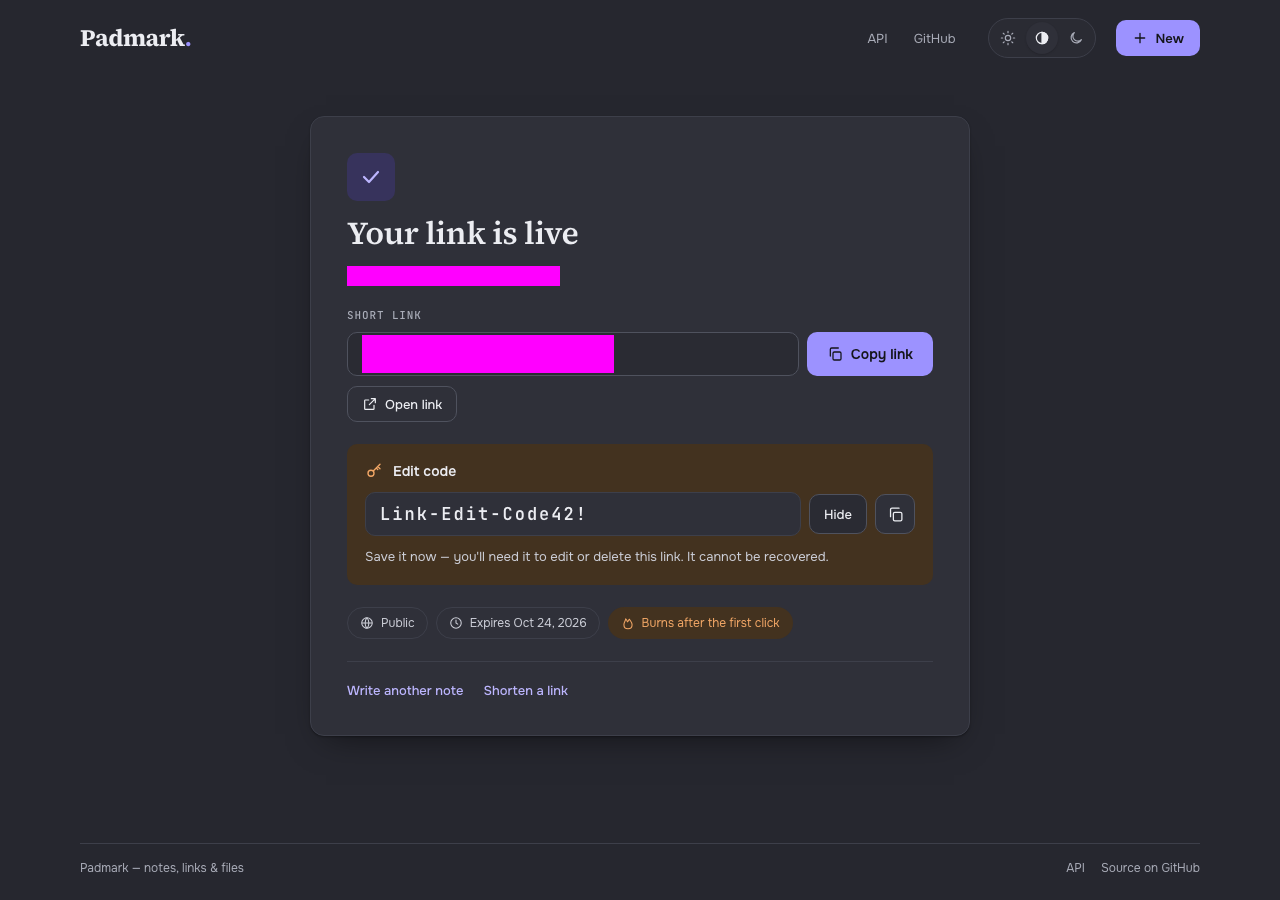 Padmark.
API
GitHub
New
Your link is live
SHORT LINK
Copy link
Open link
Edit code
Link-Edit-Code42!
Hide
Save it now — you'll need it to edit or delete this link. It cannot be recovered.
Public
Expires Oct 24, 2026
Burns after the first click
Write another note
Shorten a link
Padmark — notes, links & files
API
Source on GitHub